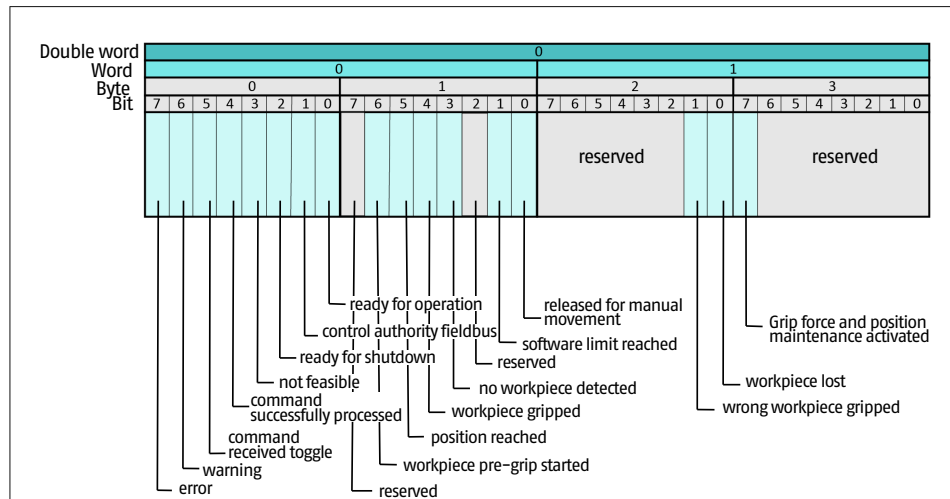 Double word 0
Word 0 1
Byte 0 1 2 3
Bit 7 6 5 4 3 2 1 0 7 6 5 4 3 2 1 0 7 6 5 4 3 2 1 0 7 6 5 4 3 2 1 0
reserved reserved
ready for operation
released for manual
movement
control authority fieldbus
Grip force and position
maintenance activated
software limit reached
ready for shutdown
reserved
not feasible
no workpiece detected
workpiece lost
command
successfully processed
workpiece gripped
wrong workpiece gripped
command
received toggle
position reached
warning
workpiece pre-grip started
error
reserved